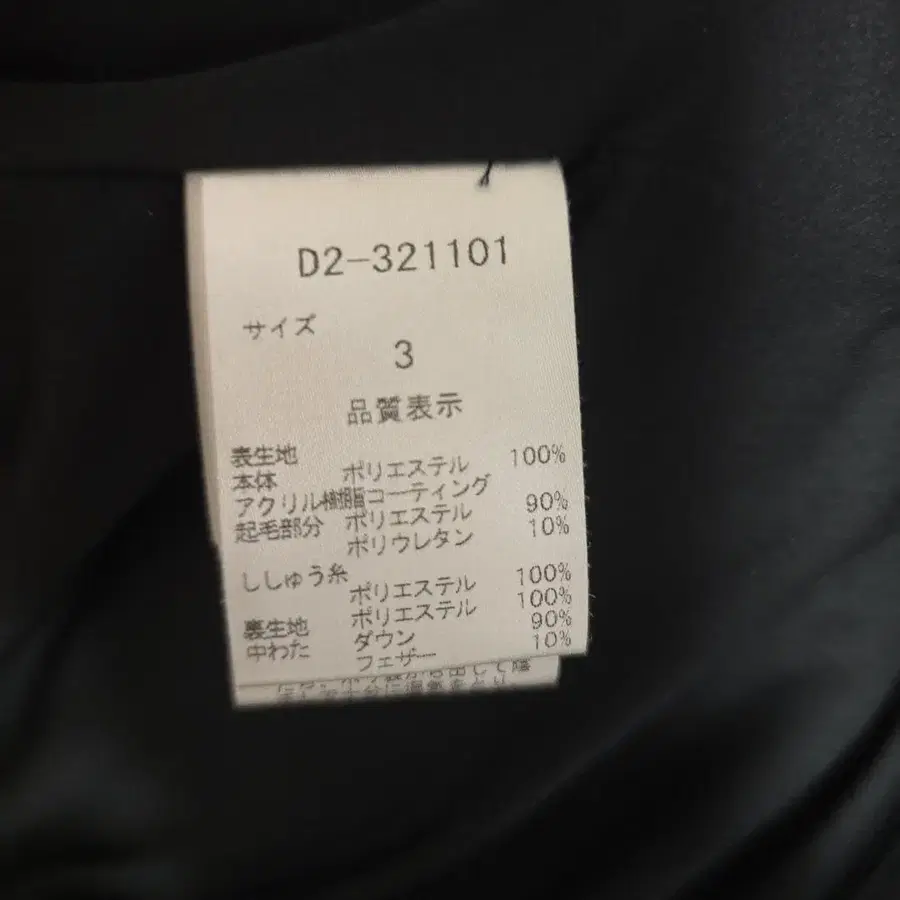 D2-321101
サイズ
3
品質表示
表生地
本体 ポリエステル 100%
アクリル樹脂コーティング
起毛部分 ポリエステル 90%
ポリウレタン 10%
ししゅう糸
ポリエステル 100%
裏生地 ポリエステル 100%
中わた ダウン 90%
フェザー 10%